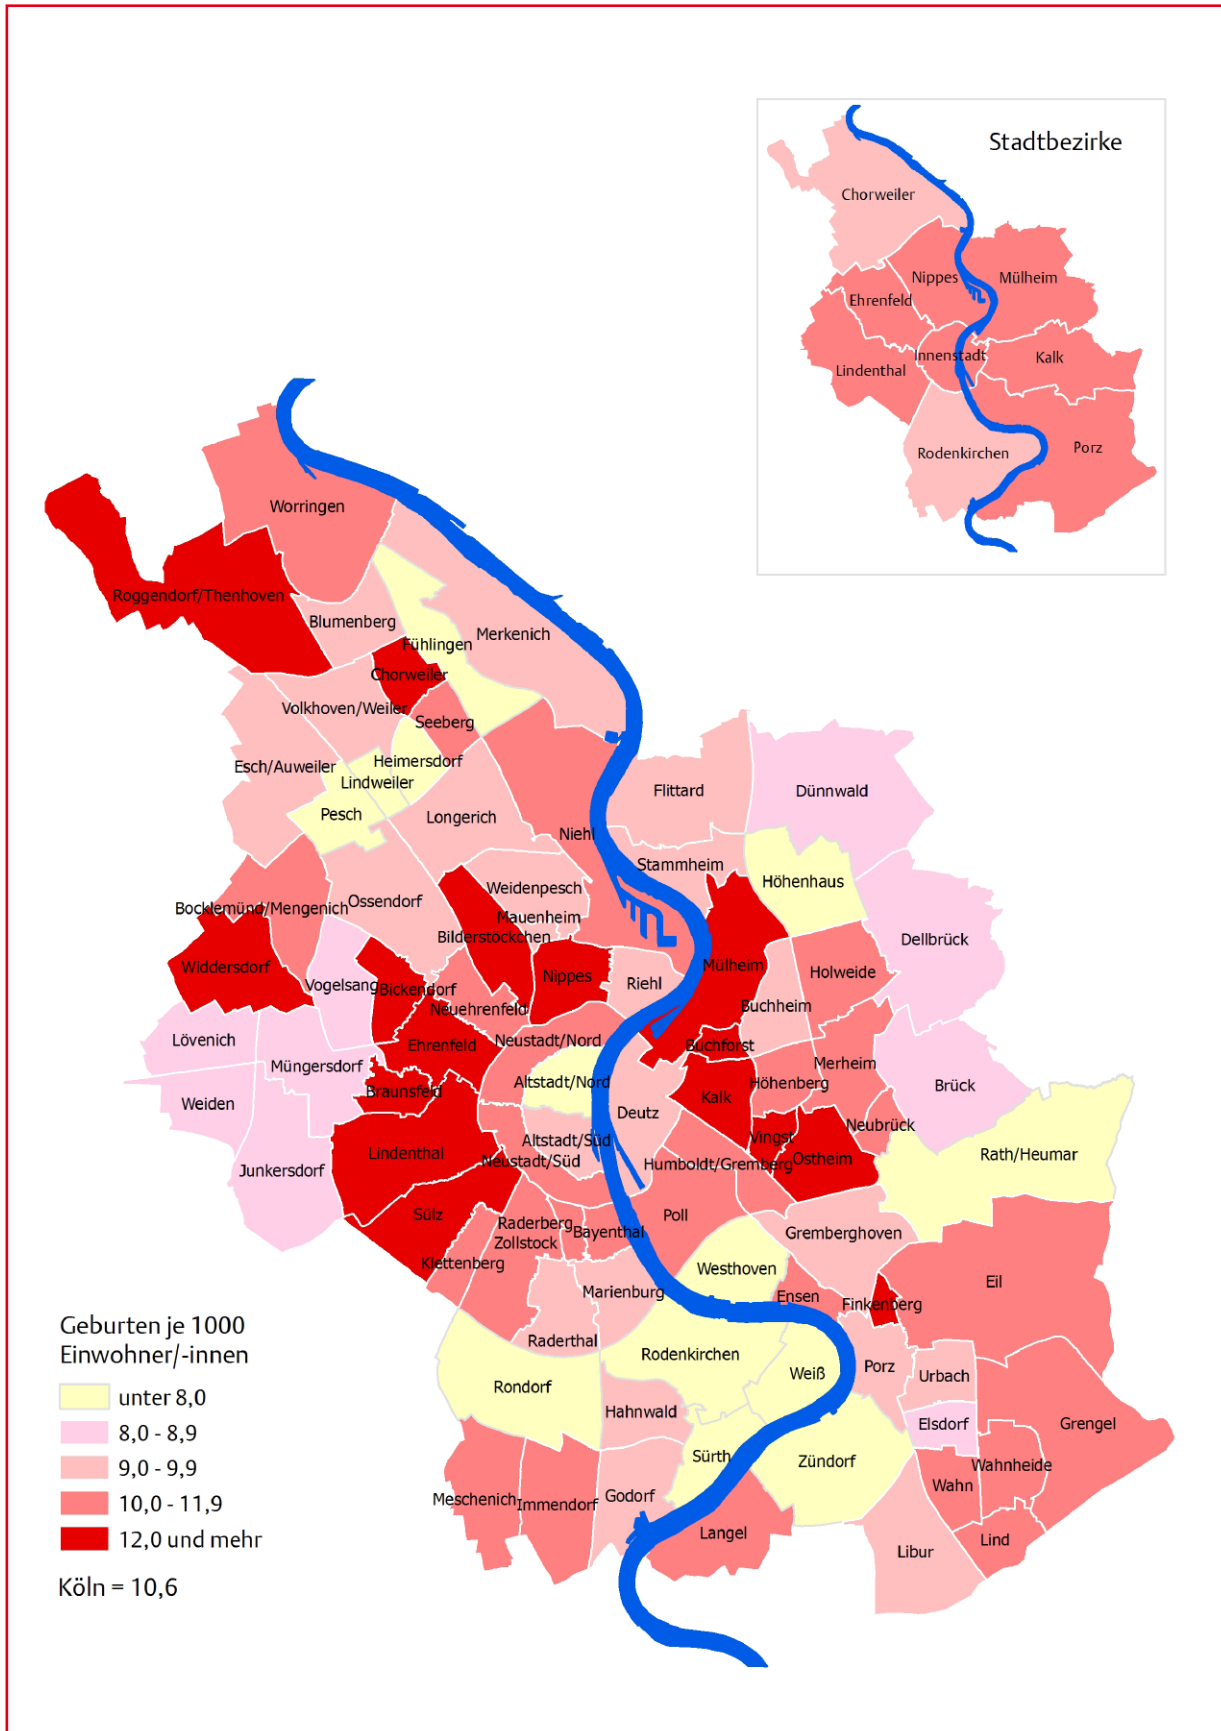 Stadtbezirke
Chorweiler
Nippes
Mülheim
Ehrenfeld
Innenstadt
Kalk
Lindenthal
Rodenkirchen
Porz
Worringen
Roggendorf/Thenhoven
Blumenberg
Fühlingen
Merkenich
Chorweiler
Volkhoven/Weiler
Seeberg
Esch/Auweiler
Heimersdorf
Lindweiler
Pesch
Longerich
Niehl
Flittard
Dünnwald
Stammheim
Höhenhaus
Weidenpesch
Ossendorf
Bocklemünd/Mengenich
Mauenheim
Bilderstöckchen
Dellbrück
Widdersdorf
Vogelsang
Bickendorf
Nippes
Riehl
Mülheim
Holweide
Buchheim
Neuehrenfeld
Lövenich
Ehrenfeld
Neustadt/Nord
Buchforst
Müngersdorf
Merheim
Brück
Weiden
Braunsfeld
Altstadt/Nord
Deutz
Kalk
Höhenberg
Neubrück
Junkersdorf
Lindenthal
Altstadt/Süd
Neustadt/Süd
Vingst
Humboldt/Gremberg
Ostheim
Rath/Heumar
Sülz
Raderberg
Zollstock
Bayenthal
Poll
Gremberghoven
Klettenberg
Westhoven
Marienburg
Ensen
Finkenberg
Eil
Raderthal
Rodenkirchen
Weiß
Porz
Urbach
Rondorf
Hahnwald
Elsdorf
Grengel
Sürth
Zündorf
Wahnheide
Wahn
Meschenich
Immendorf
Godorf
Langel
Lind
Libur
Geburten je 1000
Einwohner/-innen
unter 8,0
8,0 - 8,9
9,0 - 9,9
10,0 - 11,9
12,0 und mehr
Köln = 10,6